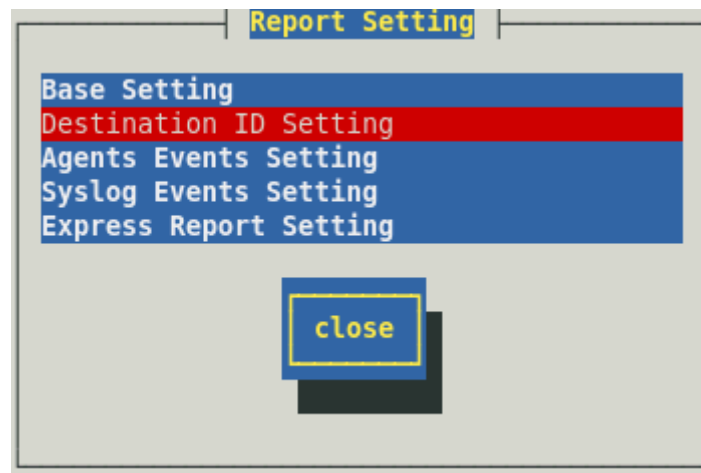 Report Setting
Base Setting
Destination ID Setting
Agents Events Setting
Syslog Events Setting
Express Report Setting
close